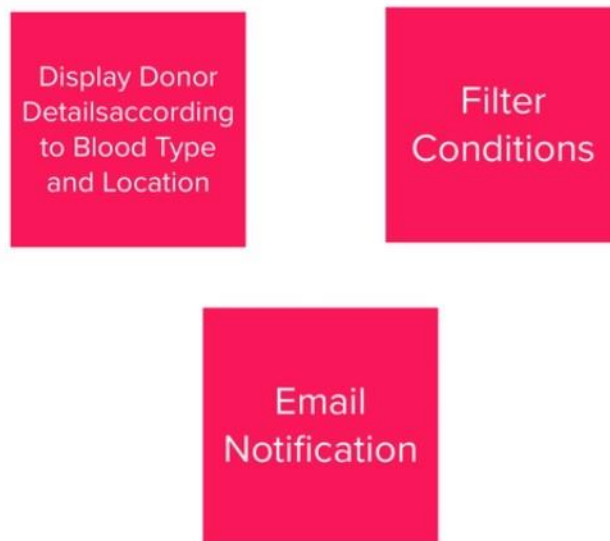 Display Donor
Detailsaccording
to Blood Type
and Location
Filter
Conditions
Email
Notification